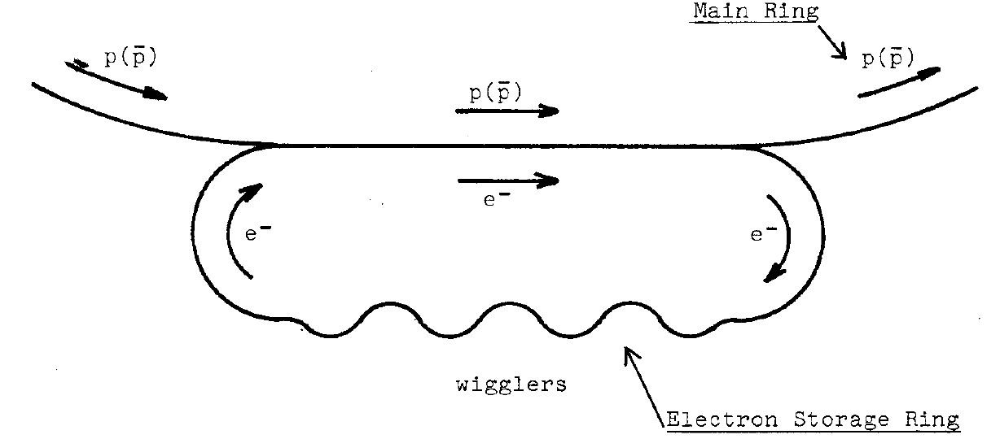 Main Ring
p(p̄)
p(p̄)
p(p̄)
e⁻
e⁻
e⁻
wigglers
Electron Storage Ring